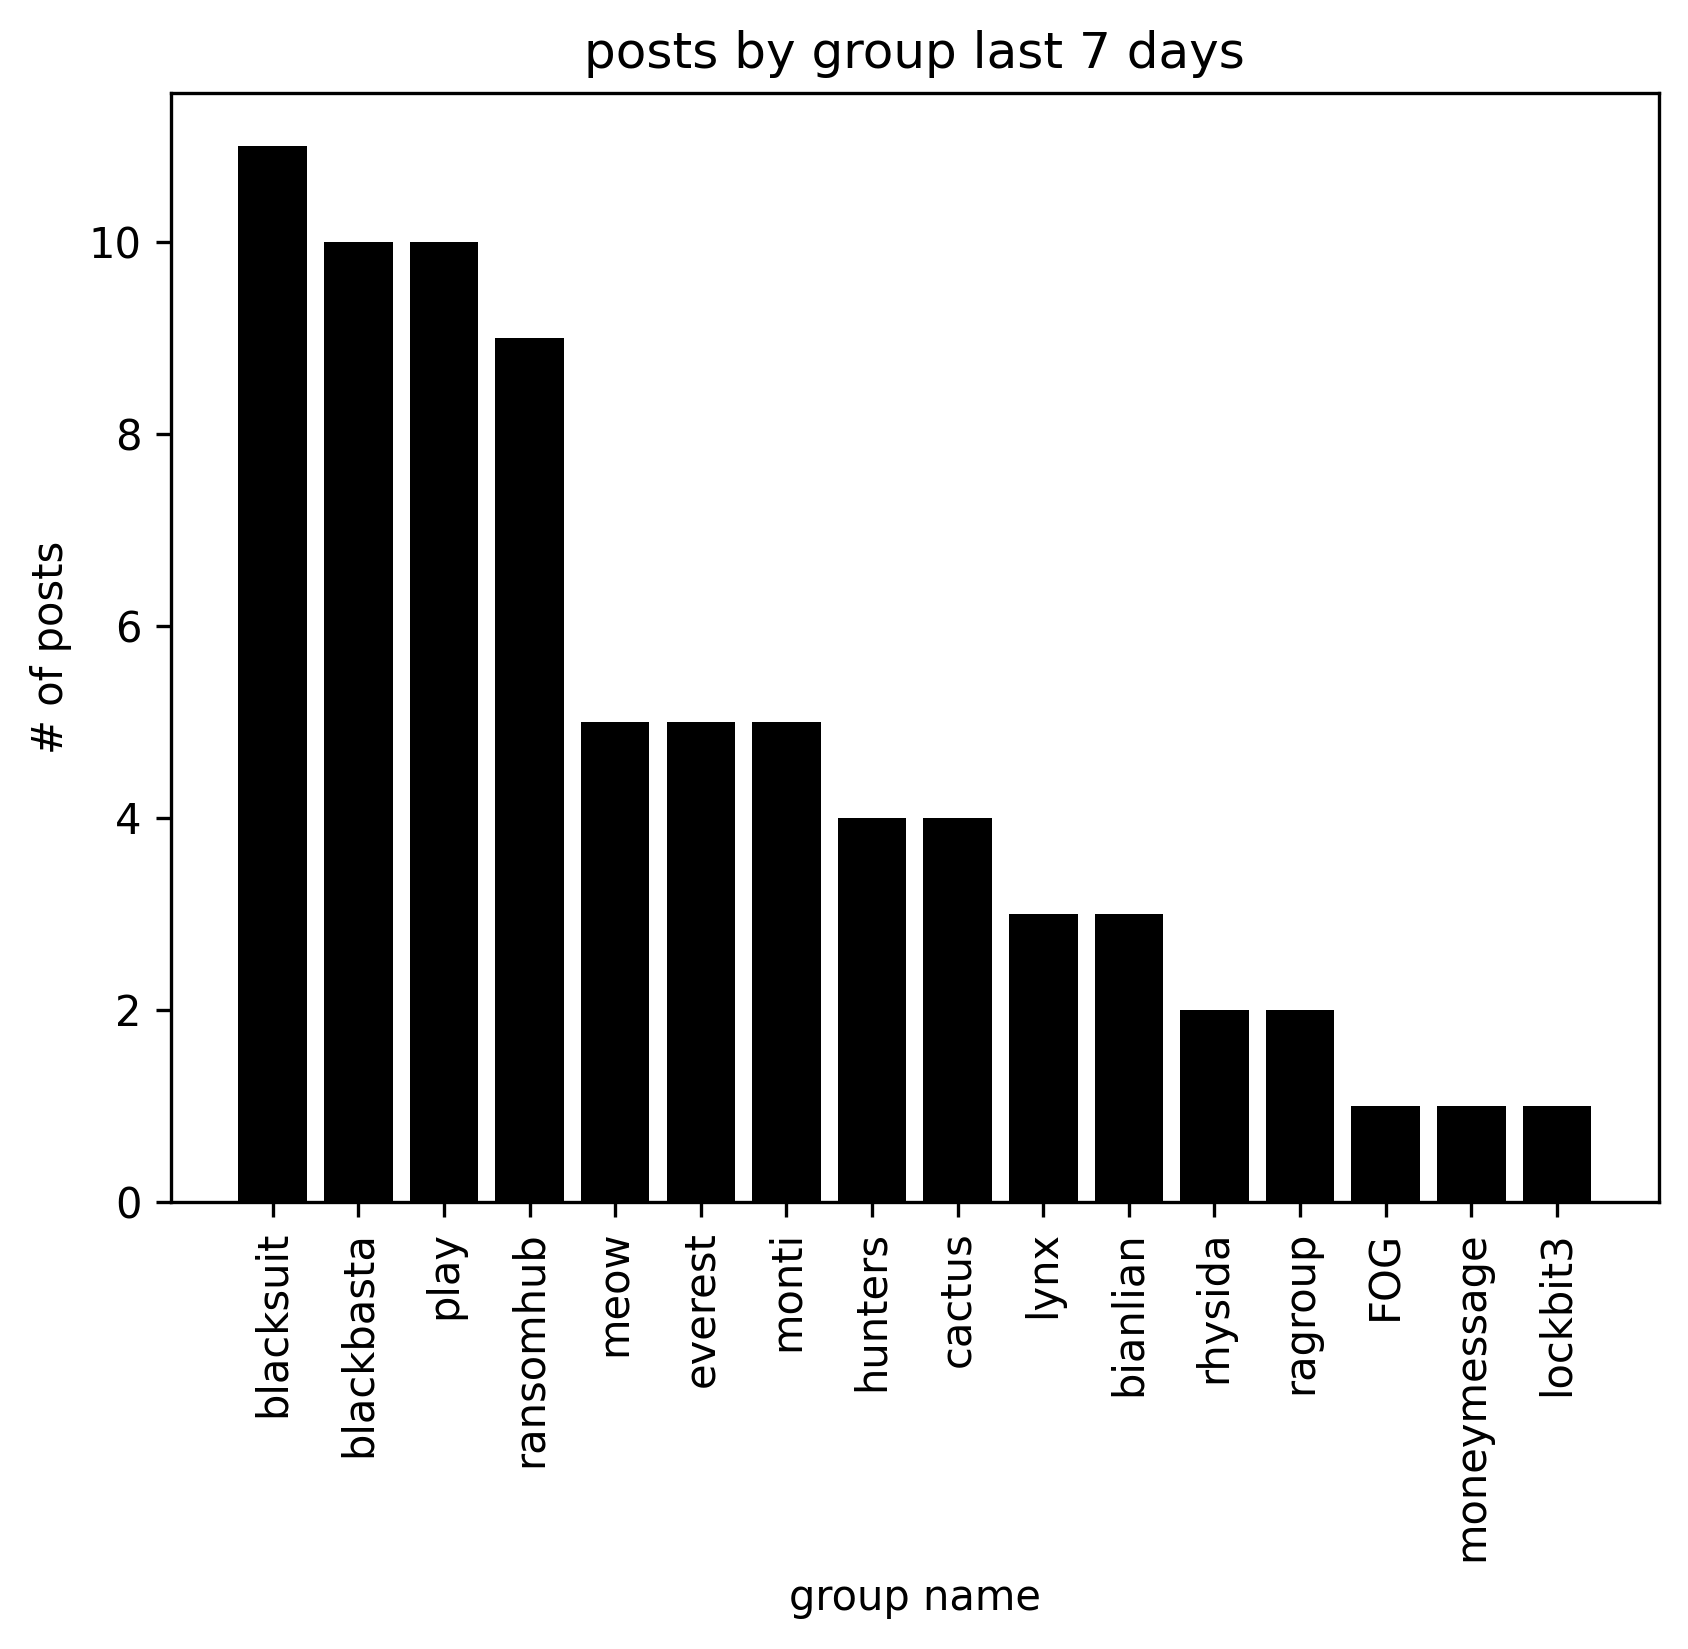 posts by group last 7 days
# of posts
10
8
6
4
2
0
blacksuit
blackbasta
play
ransomhub
meow
everest
monti
hunters
cactus
lynx
bianlian
rhysida
ragroup
FOG
moneymessage
lockbit3
group name